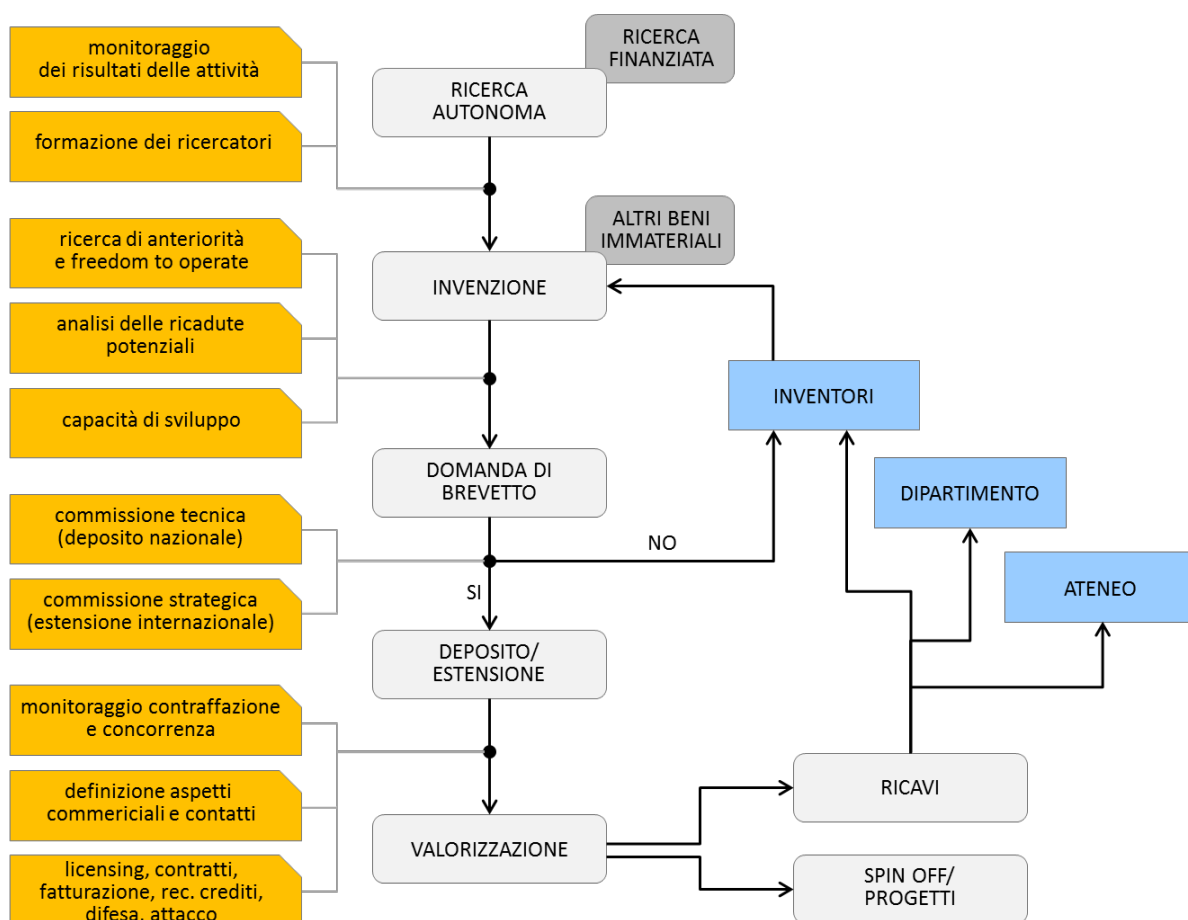 monitoraggio
dei risultati delle attività
formazione dei ricercatori
RICERCA
FINANZIATA
RICERCA
AUTONOMA
ricerca di anteriorità
e freedom to operate
analisi delle ricadute
potenziali
capacità di sviluppo
ALTRI BENI
IMMATERIALI
INVENZIONE
INVENTORI
DOMANDA DI
BREVETTO
DIPARTIMENTO
ATENEO
commissione tecnica
(deposito nazionale)
commissione strategica
(estensione internazionale)
NO
SI
DEPOSITO/
ESTENSIONE
monitoraggio contraffazione
e concorrenza
definizione aspetti
commericiali e contatti
licensing, contratti,
fatturazione, rec. crediti,
difesa, attacco
VALORIZZAZIONE
RICAVI
SPIN OFF/
PROGETTI